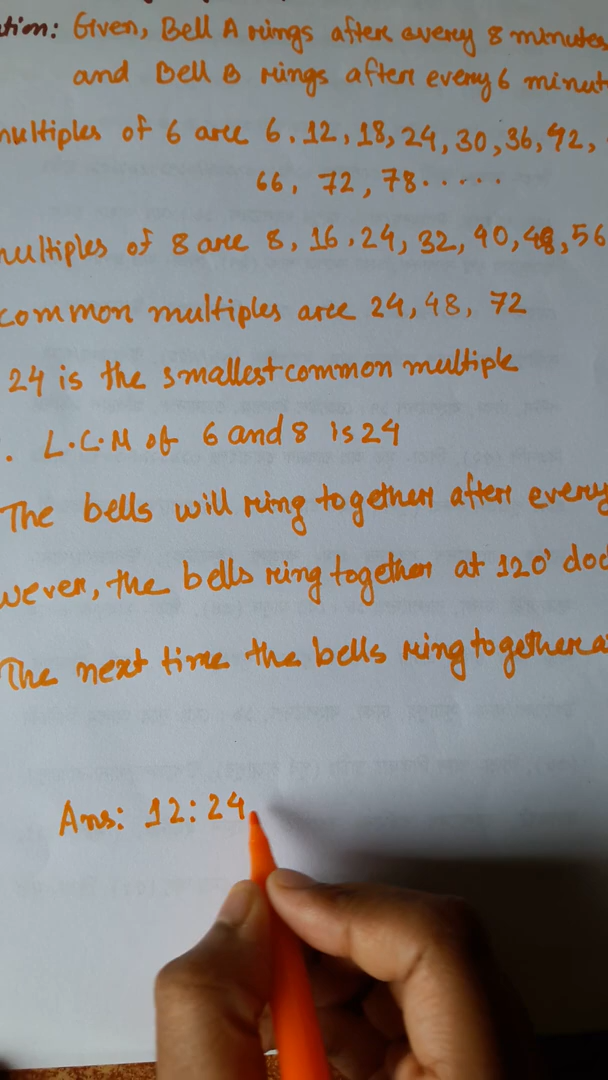 tion: Given, Bell A rings after every 8 minutes
and Bell B rings after every 6 minut
multiples of 6 are 6, 12, 18, 24, 30, 36, 42,
66, 72, 78.....
multiples of 8 are 8, 16, 24, 32, 40, 48, 56
common multiples are 24, 48, 72
24 is the smallest common multiple
. L.C.M of 6 and 8 is 24
The bells will ring together after every
wever, the bells ring together at 120' cloc
The next time the bells ring together a
Ans: 12:24